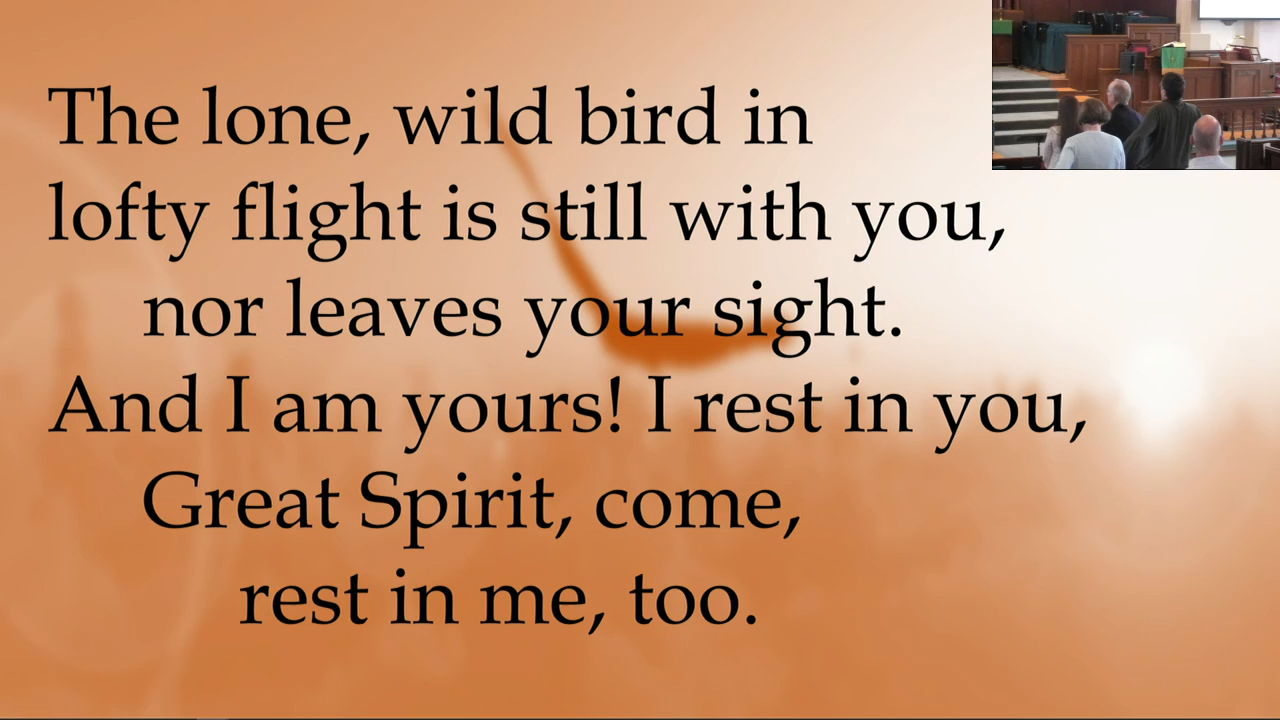 The lone, wild bird in
lofty flight is still with you,
nor leaves your sight.
And I am yours! I rest in you,
Great Spirit, come,
rest in me, too.